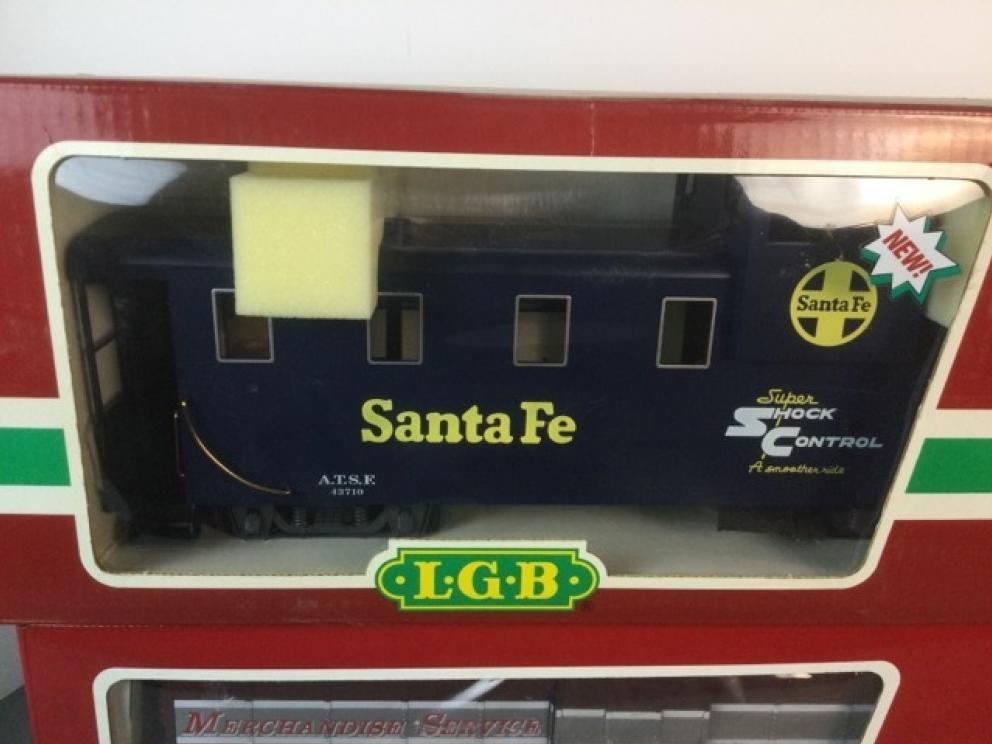 NEW!
Santa Fe
Santa Fe
Super
SHOCK
CONTROL
A smoother ride
A.T.S.F.
43710
L·G·B
MERCHANDISE SERVICE